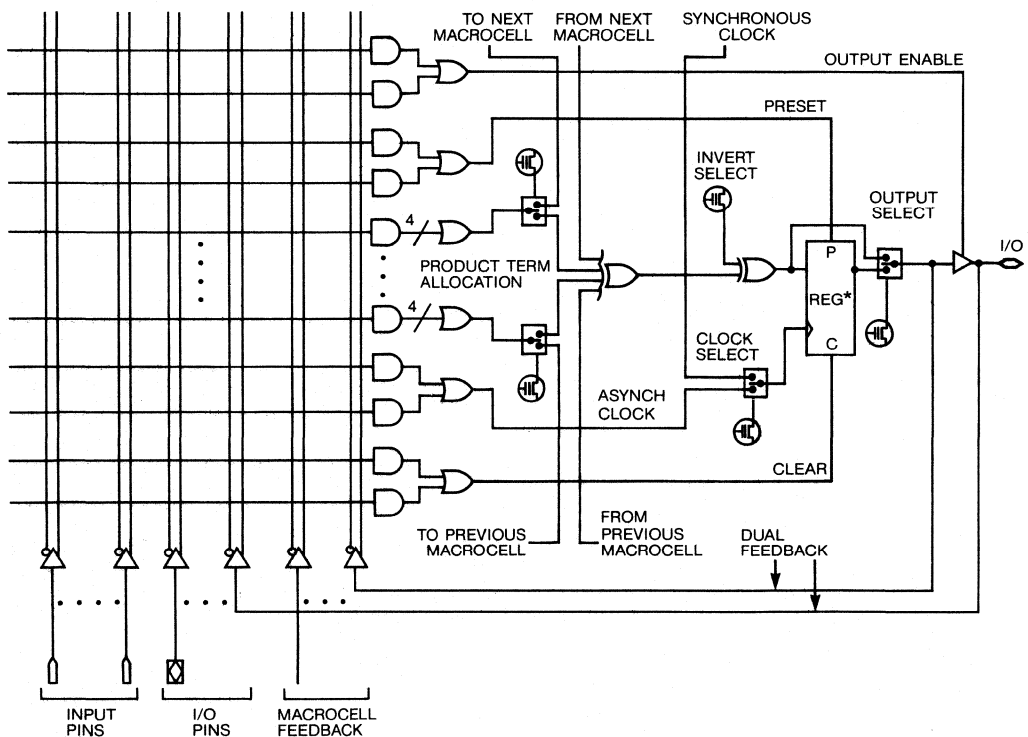 TO NEXT
MACROCELL
FROM NEXT
MACROCELL
SYNCHRONOUS
CLOCK
OUTPUT ENABLE
PRESET
INVERT
SELECT
OUTPUT
SELECT
I/O
4
P
PRODUCT TERM
ALLOCATION
REG*
4
CLOCK
SELECT
C
ASYNCH
CLOCK
CLEAR
TO PREVIOUS
MACROCELL
FROM
PREVIOUS
MACROCELL
DUAL
FEEDBACK
INPUT
PINS
I/O
PINS
MACROCELL
FEEDBACK